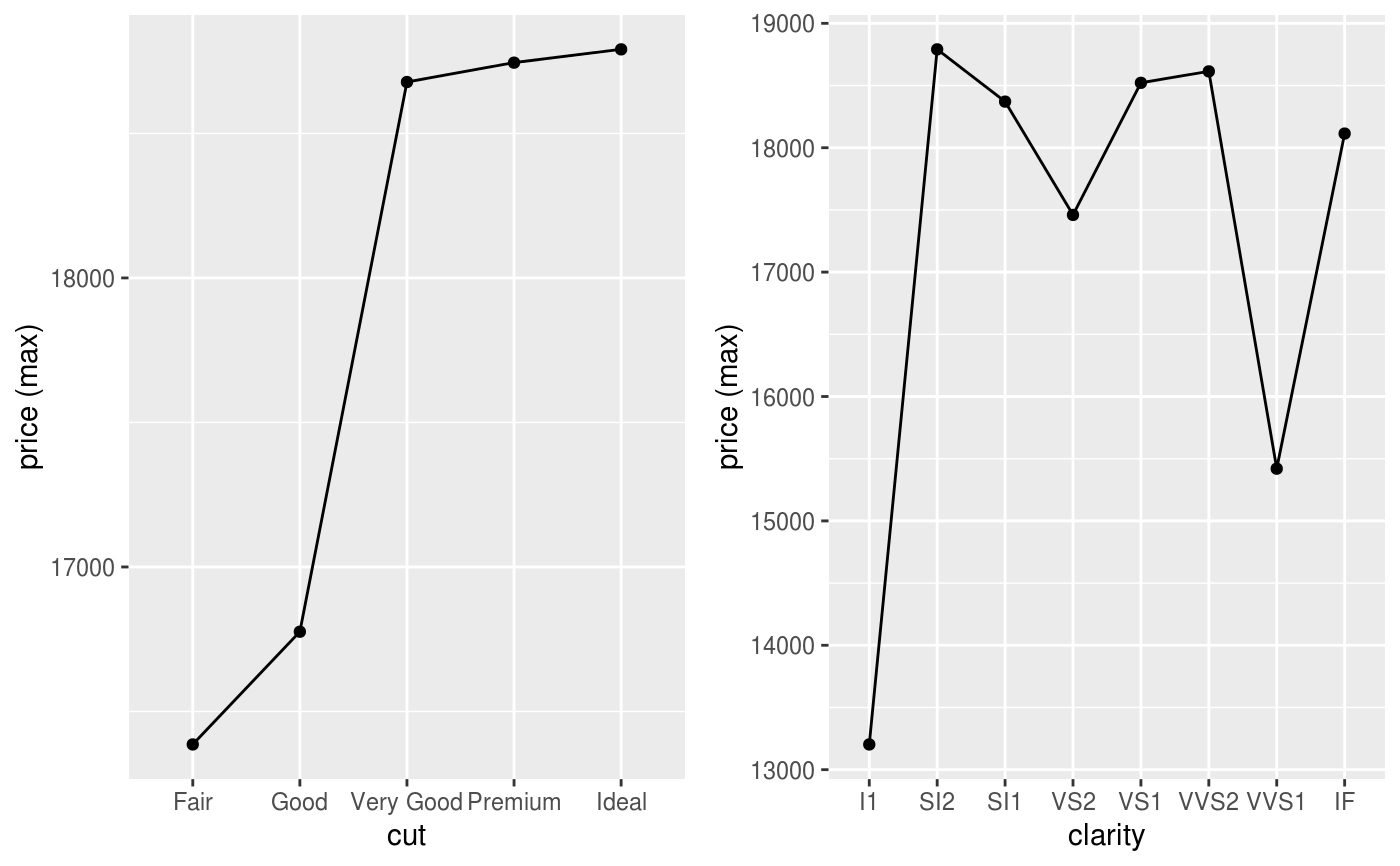 price (max)
18000
17000
Fair Good Very Good Premium Ideal
cut
price (max)
19000
18000
17000
16000
15000
14000
13000
I1 SI2 SI1 VS2 VS1 VVS2 VVS1 IF
clarity